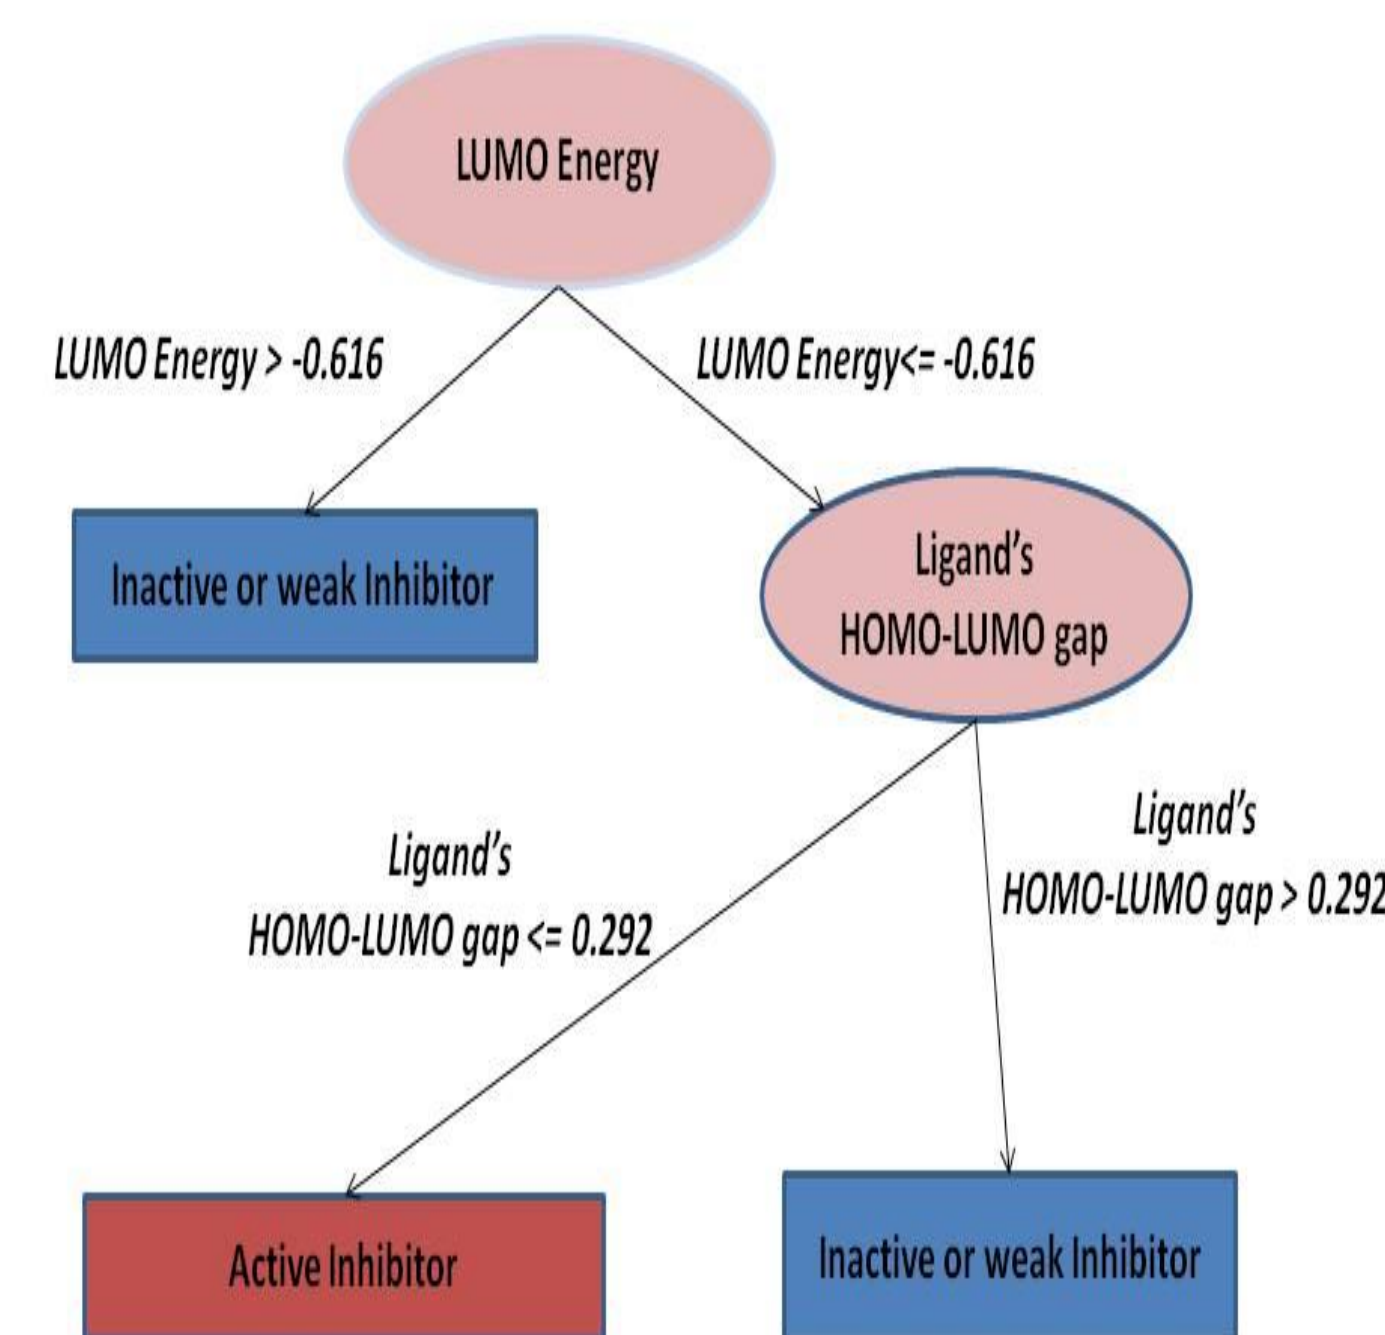 LUMO Energy
LUMO Energy > -0.616
LUMO Energy<= -0.616
Inactive or weak Inhibitor
Ligand's
HOMO-LUMO gap
Ligand's
HOMO-LUMO gap <= 0.292
Ligand's
HOMO-LUMO gap > 0.292
Active Inhibitor
Inactive or weak Inhibitor